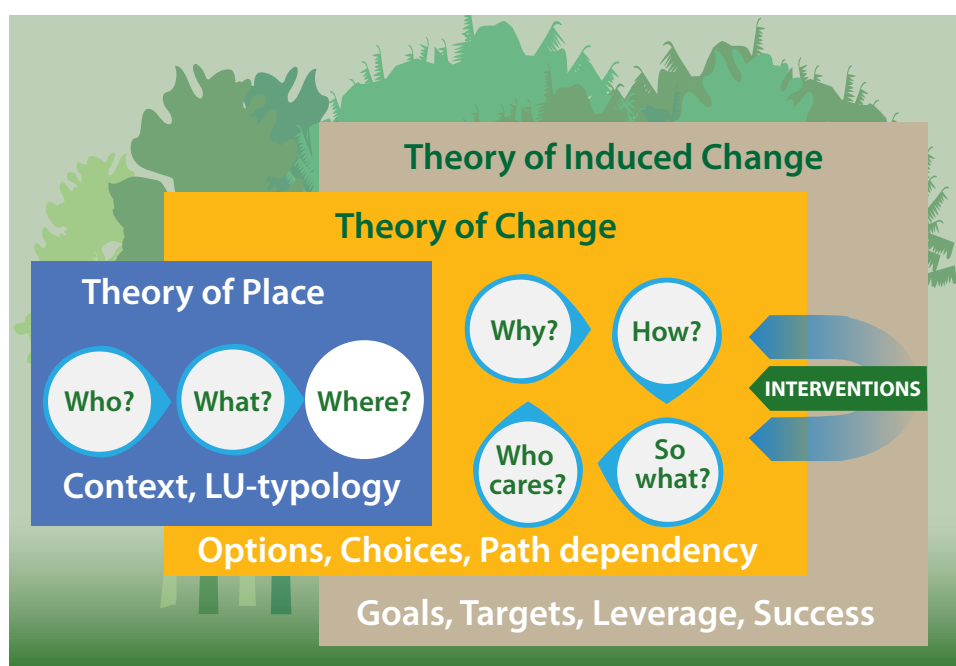 Theory of Induced Change
Theory of Change
Theory of Place
Why?
How?
Who?
What?
Where?
INTERVENTIONS
Who
cares?
So
what?
Context, LU-typology
Options, Choices, Path dependency
Goals, Targets, Leverage, Success